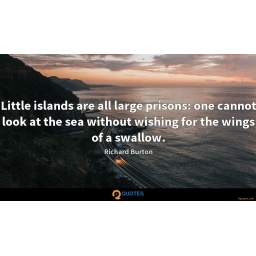 Little islands are all large prisons: one cannot
look at the sea without wishing for the wings
of a swallow.
Richard Burton
QUOTES